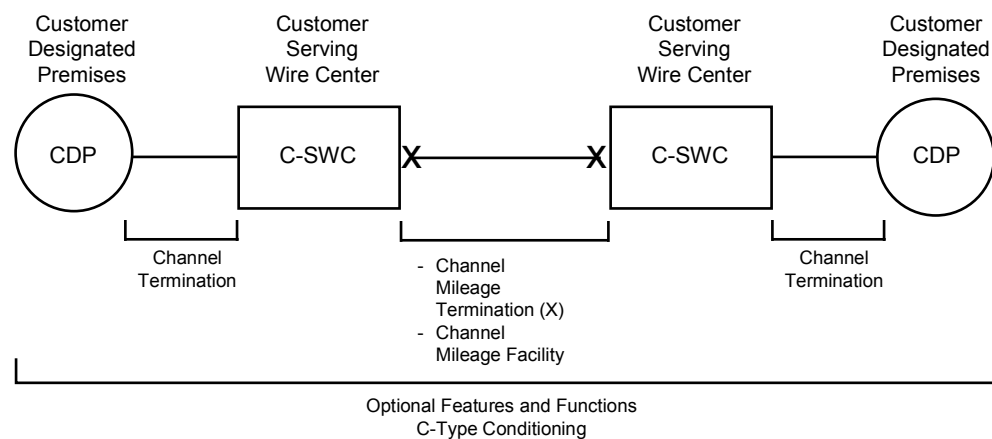 Customer
Designated
Premises
Customer
Serving
Wire Center
Customer
Serving
Wire Center
Customer
Designated
Premises
CDP
C-SWC
X
X
C-SWC
CDP
Channel
Termination
- Channel
Mileage
Termination (X)
- Channel
Mileage Facility
Channel
Termination
Optional Features and Functions
C-Type Conditioning